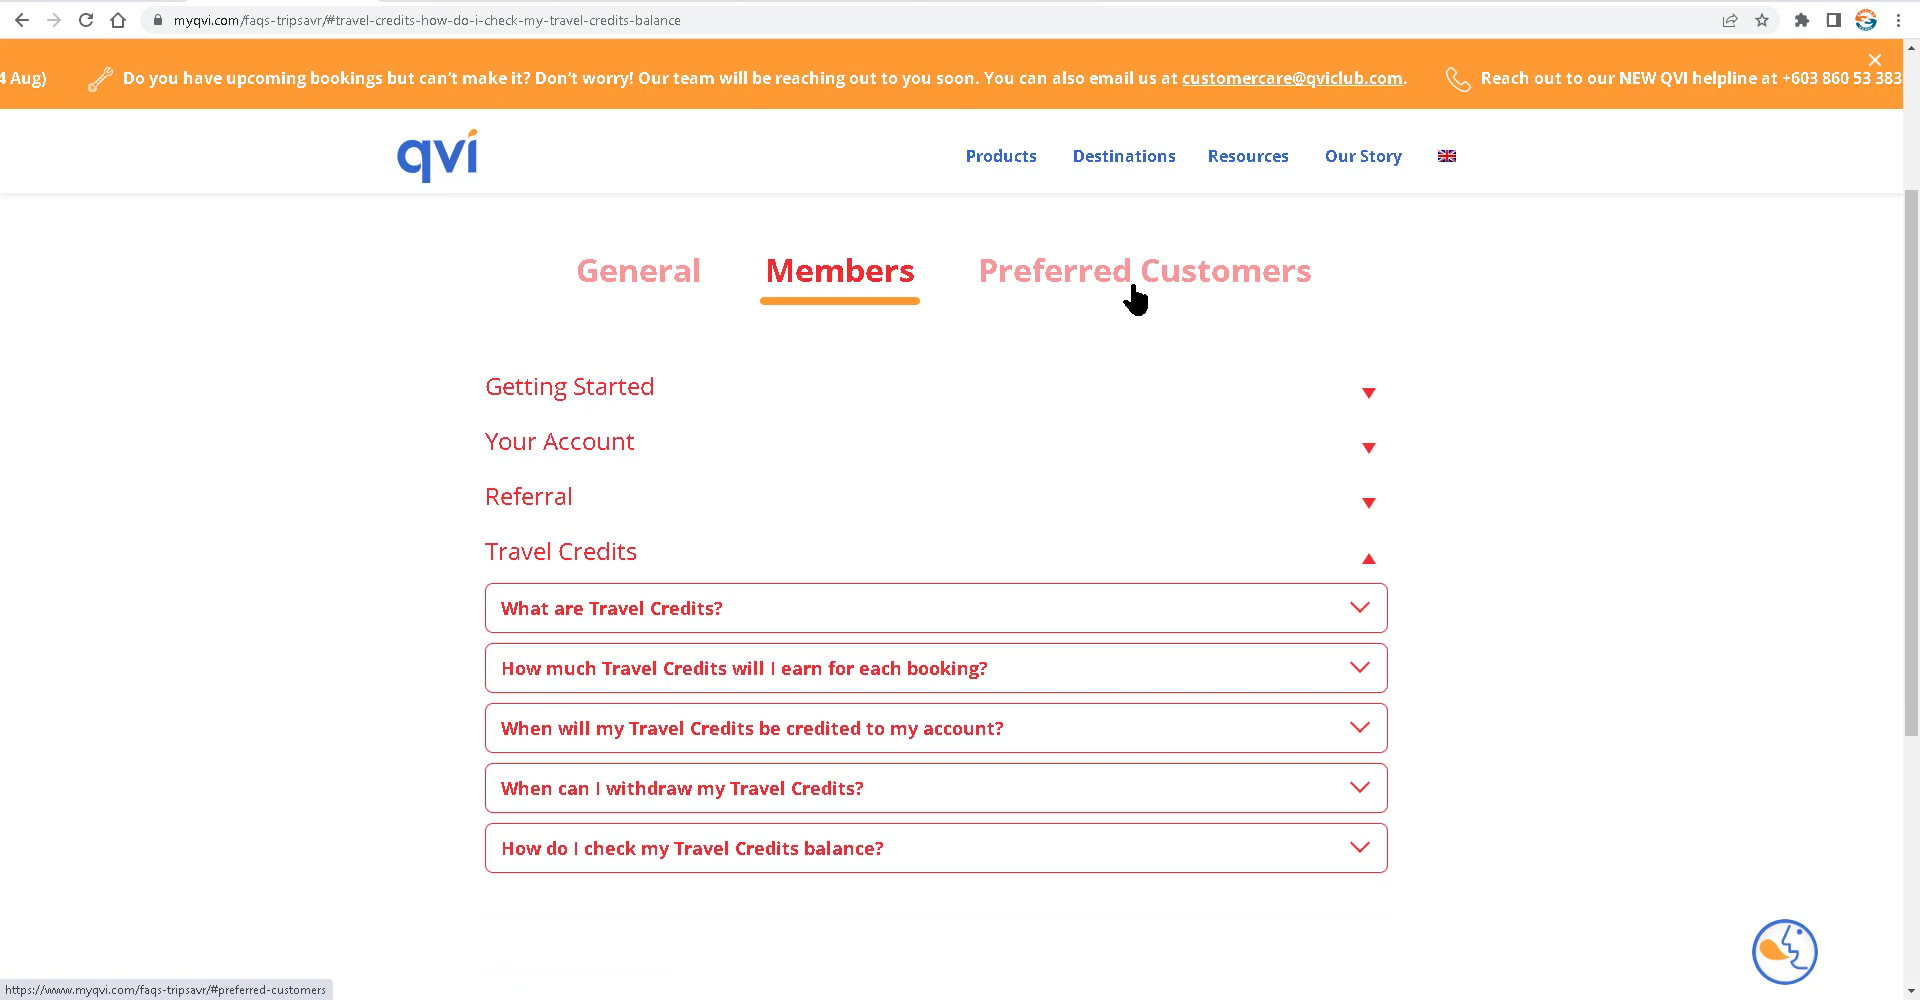 myqvi.com/faqs-tripsavr/#travel-credits-how-do-i-check-my-travel-credits-balance
4 Aug) Do you have upcoming bookings but can't make it? Don't worry! Our team will be reaching out to you soon. You can also email us at customercare@qviclub.com. Reach out to our NEW QVI helpline at +603 860 53 383
qvi
Products Destinations Resources Our Story
General Members Preferred Customers
Getting Started
Your Account
Referral
Travel Credits
What are Travel Credits?
How much Travel Credits will I earn for each booking?
When will my Travel Credits be credited to my account?
When can I withdraw my Travel Credits?
How do I check my Travel Credits balance?
https://www.myqvi.com/faqs-tripsavr/#preferred-customers